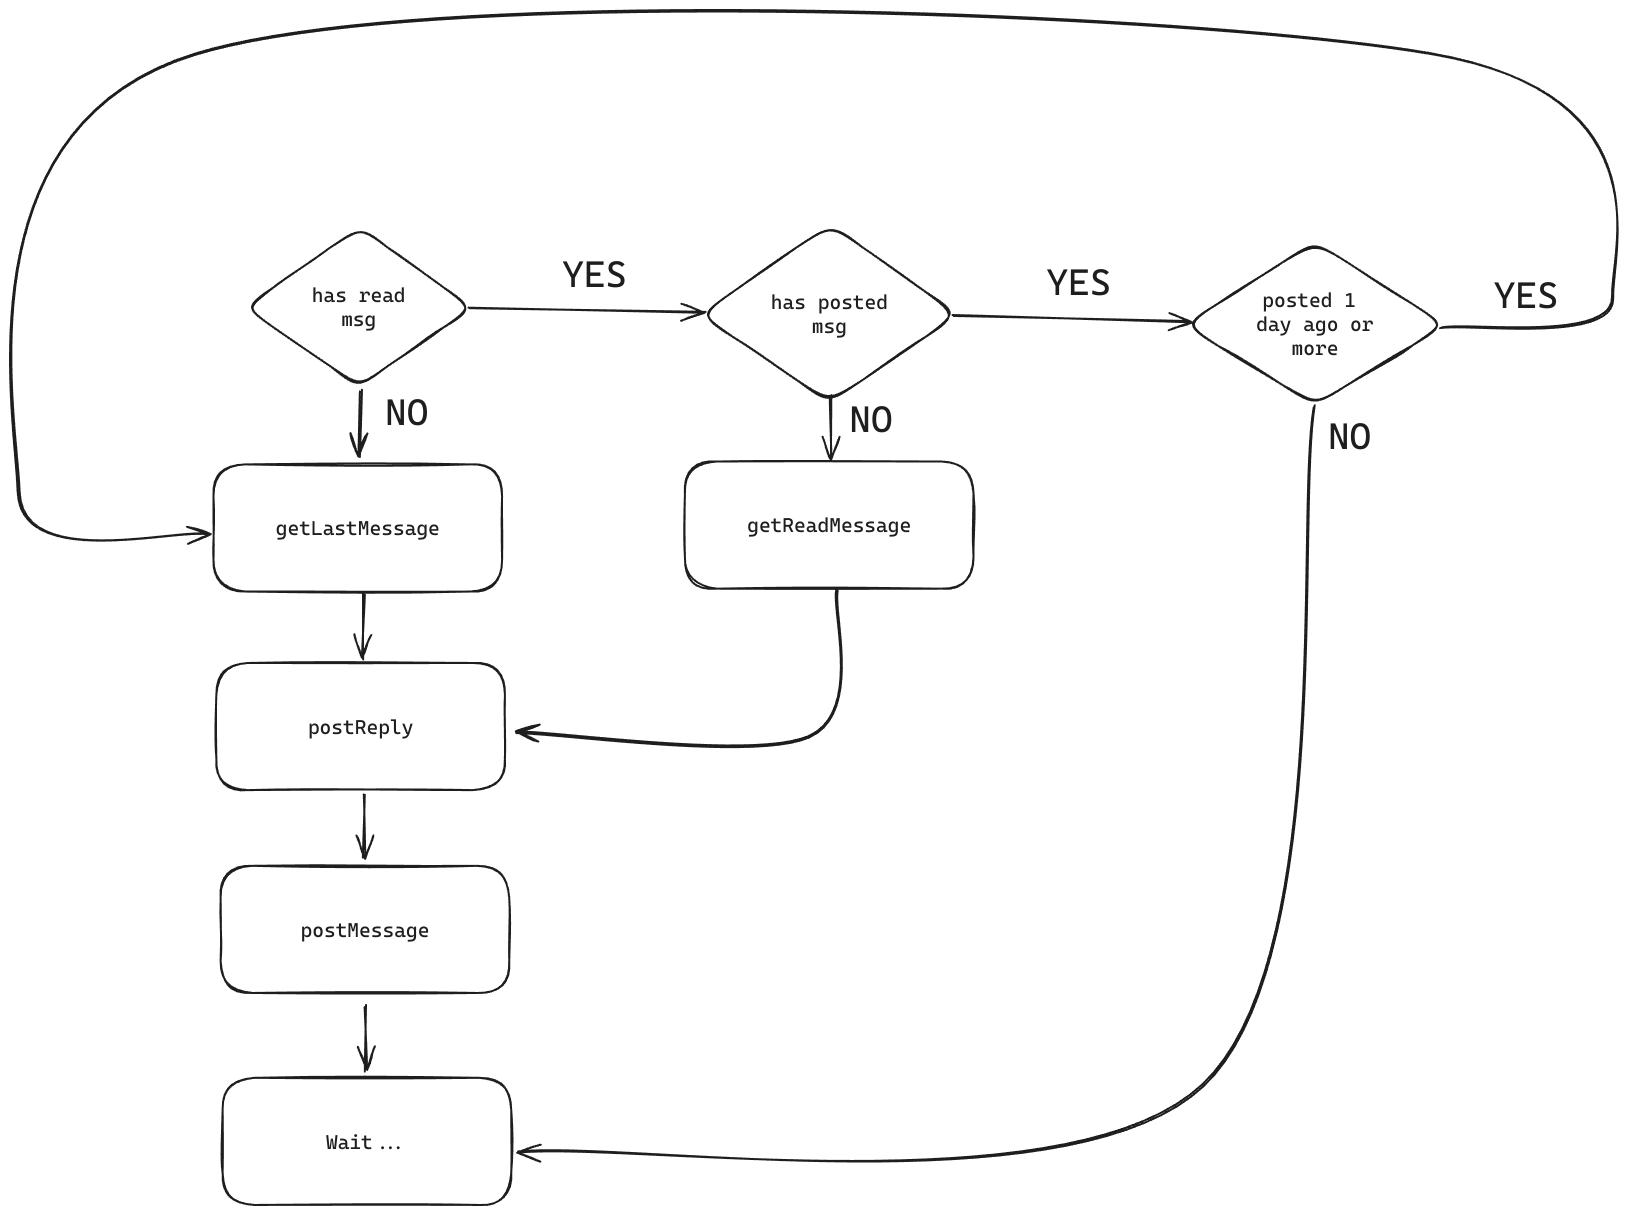 has read
msg
YES
has posted
msg
YES
posted 1
day ago or
more
YES
NO
NO
NO
getLastMessage
getReadMessage
postReply
postMessage
Wait...